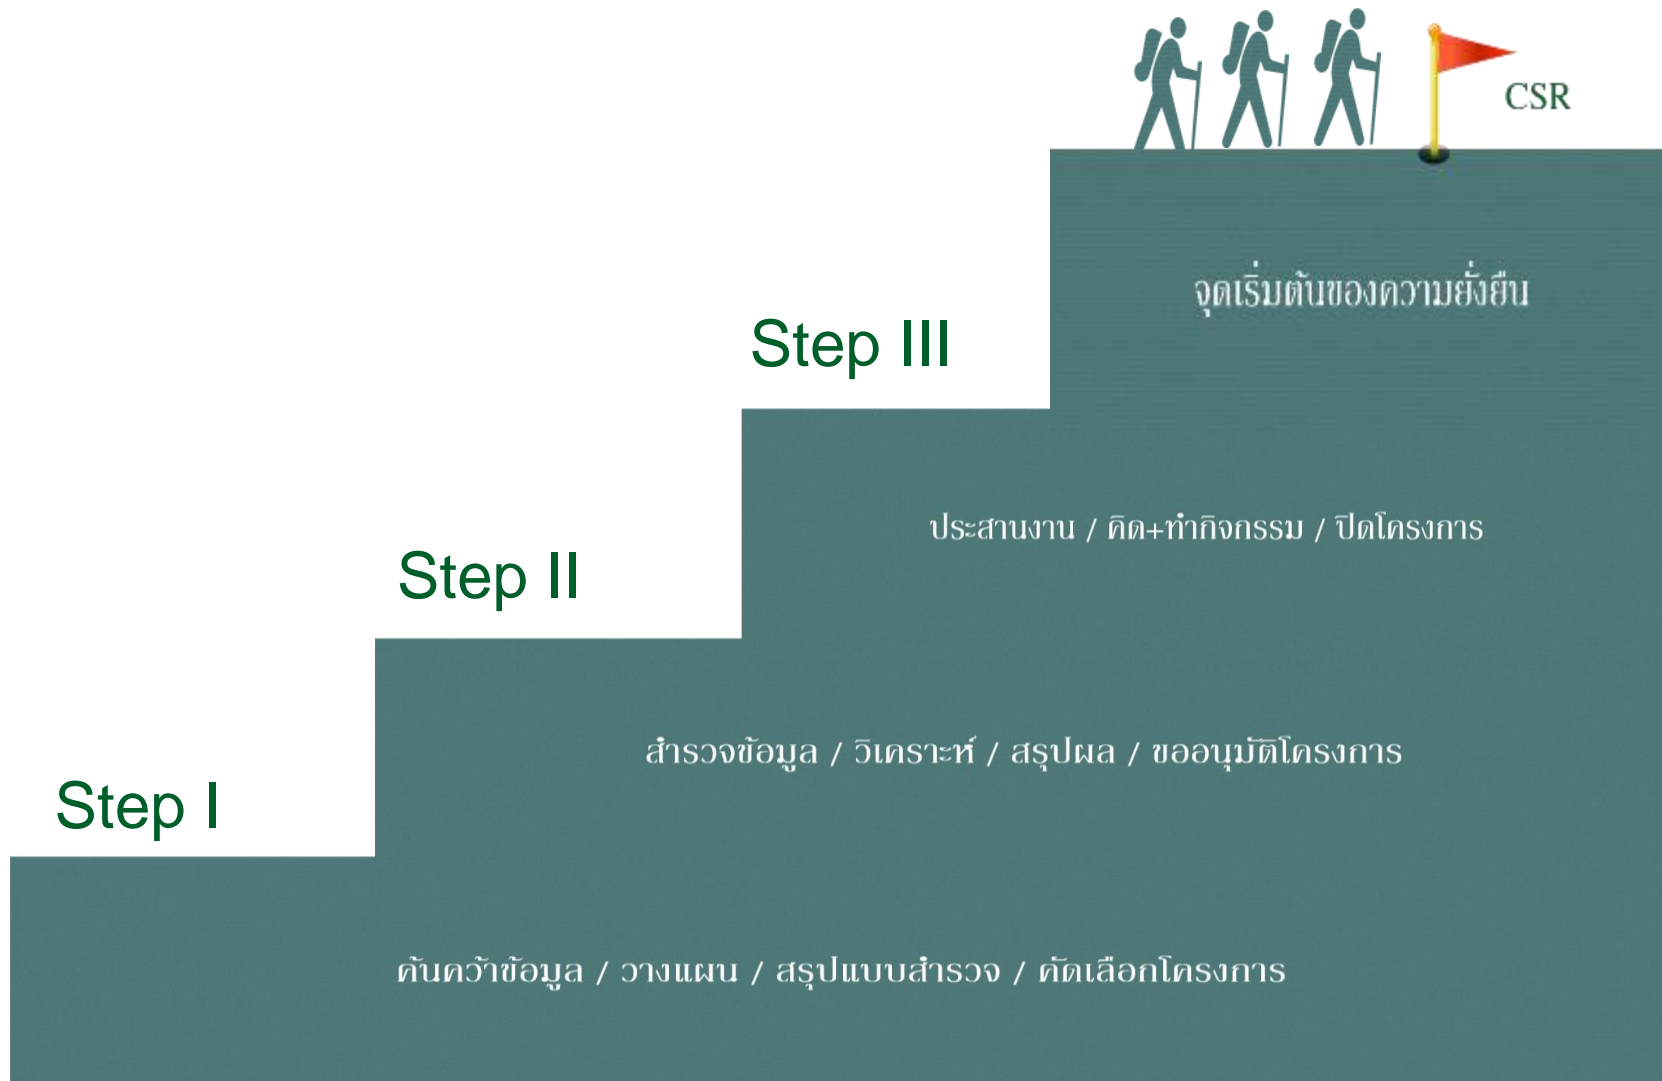 CSR
จุดเริ่มต้นของความยั่งยืน
Step III
ประสานงาน / คิด+ทำกิจกรรม / ปิดโครงการ
Step II
สำรวจข้อมูล / วิเคราะห์ / สรุปผล / ขออนุมัติโครงการ
Step I
ค้นคว้าข้อมูล / วางแผน / สรุปแบบสำรวจ / คัดเลือกโครงการ